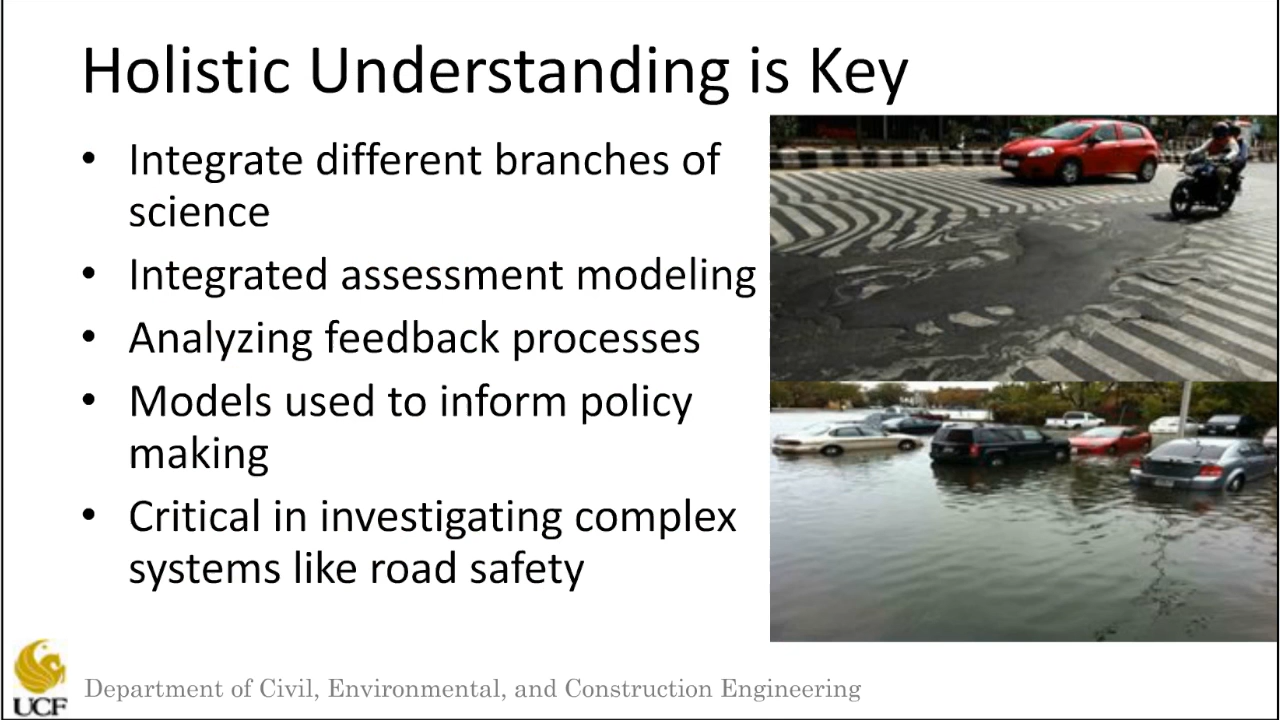 Holistic Understanding is Key
• Integrate different branches of
science
• Integrated assessment modeling
• Analyzing feedback processes
• Models used to inform policy
making
• Critical in investigating complex
systems like road safety
UCF
Department of Civil, Environmental, and Construction Engineering